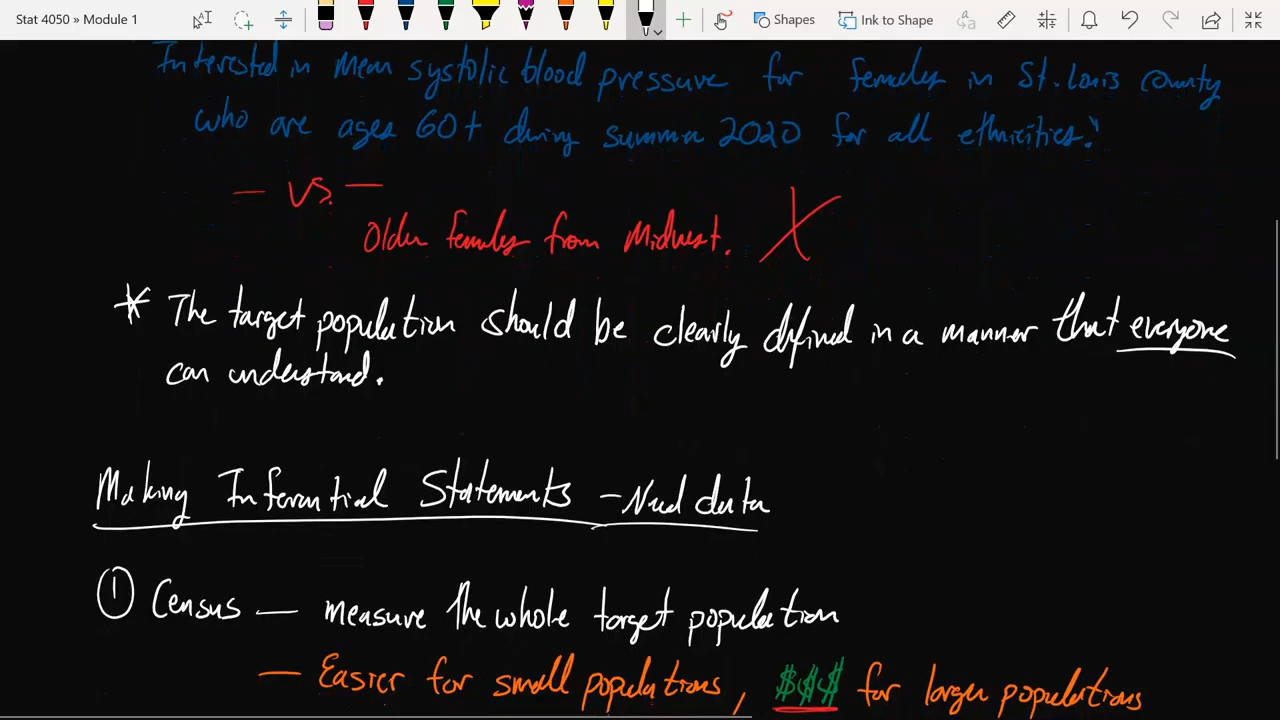 Stat 4050 » Module 1
Shapes
Ink to Shape
Interested in mean systolic blood pressure for females in St. Louis County
who are ages 60+ during summer 2020 for all ethnicities."
— vs. —
Older females from Midwest. X
* The target population should be clearly defined in a manner that everyone
can understand.
Making Inferential Statements - Need data
① Census — measure the whole target population
— Easier for small populations, $$$ for larger populations